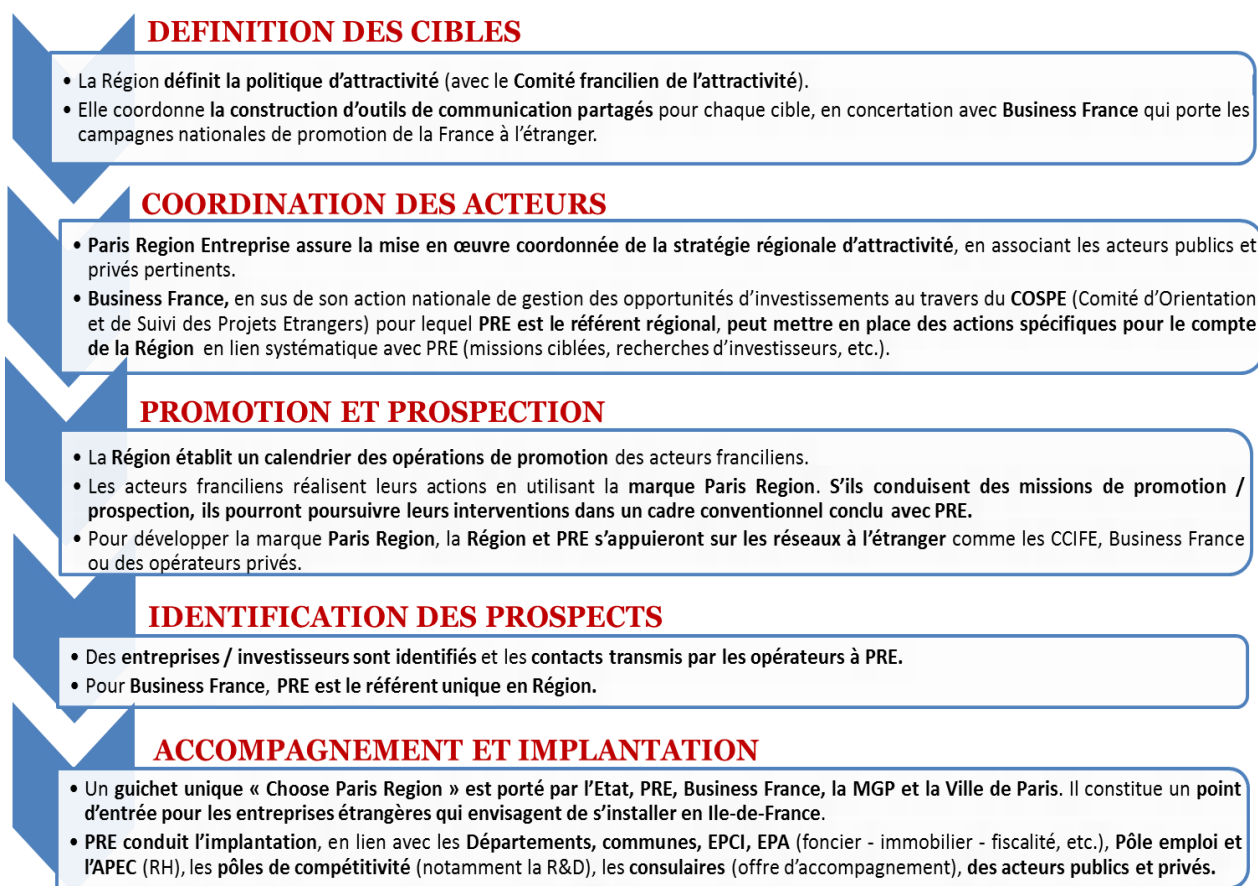 DEFINITION DES CIBLES
• La Région définit la politique d'attractivité (avec le Comité francilien de l'attractivité).
• Elle coordonne la construction d'outils de communication partagés pour chaque cible, en concertation avec Business France qui porte les
campagnes nationales de promotion de la France à l'étranger.
COORDINATION DES ACTEURS
• Paris Region Entreprise assure la mise en œuvre coordonnée de la stratégie régionale d'attractivité, en associant les acteurs publics et
privés pertinents.
• Business France, en sus de son action nationale de gestion des opportunités d'investissements au travers du COSPE (Comité d'Orientation
et de Suivi des Projets Etrangers) pour lequel PRE est le référent régional, peut mettre en place des actions spécifiques pour le compte
de la Région en lien systématique avec PRE (missions ciblées, recherches d'investisseurs, etc.).
PROMOTION ET PROSPECTION
• La Région établit un calendrier des opérations de promotion des acteurs franciliens.
• Les acteurs franciliens réalisent leurs actions en utilisant la marque Paris Region. S'ils conduisent des missions de promotion /
prospection, ils pourront poursuivre leurs interventions dans un cadre conventionnel conclu avec PRE.
• Pour développer la marque Paris Region, la Région et PRE s'appuieront sur les réseaux à l'étranger comme les CCIFE, Business France
ou des opérateurs privés.
IDENTIFICATION DES PROSPECTS
• Des entreprises / investisseurs sont identifiés et les contacts transmis par les opérateurs à PRE.
• Pour Business France, PRE est le référent unique en Région.
ACCOMPAGNEMENT ET IMPLANTATION
• Un guichet unique « Choose Paris Region » est porté par l'Etat, PRE, Business France, la MGP et la Ville de Paris. Il constitue un point
d'entrée pour les entreprises étrangères qui envisagent de s'installer en Ile-de-France.
• PRE conduit l'implantation, en lien avec les Départements, communes, EPCI, EPA (foncier - immobilier - fiscalité, etc.), Pôle emploi et
l'APEC (RH), les pôles de compétitivité (notamment la R&D), les consulaires (offre d'accompagnement), des acteurs publics et privés.